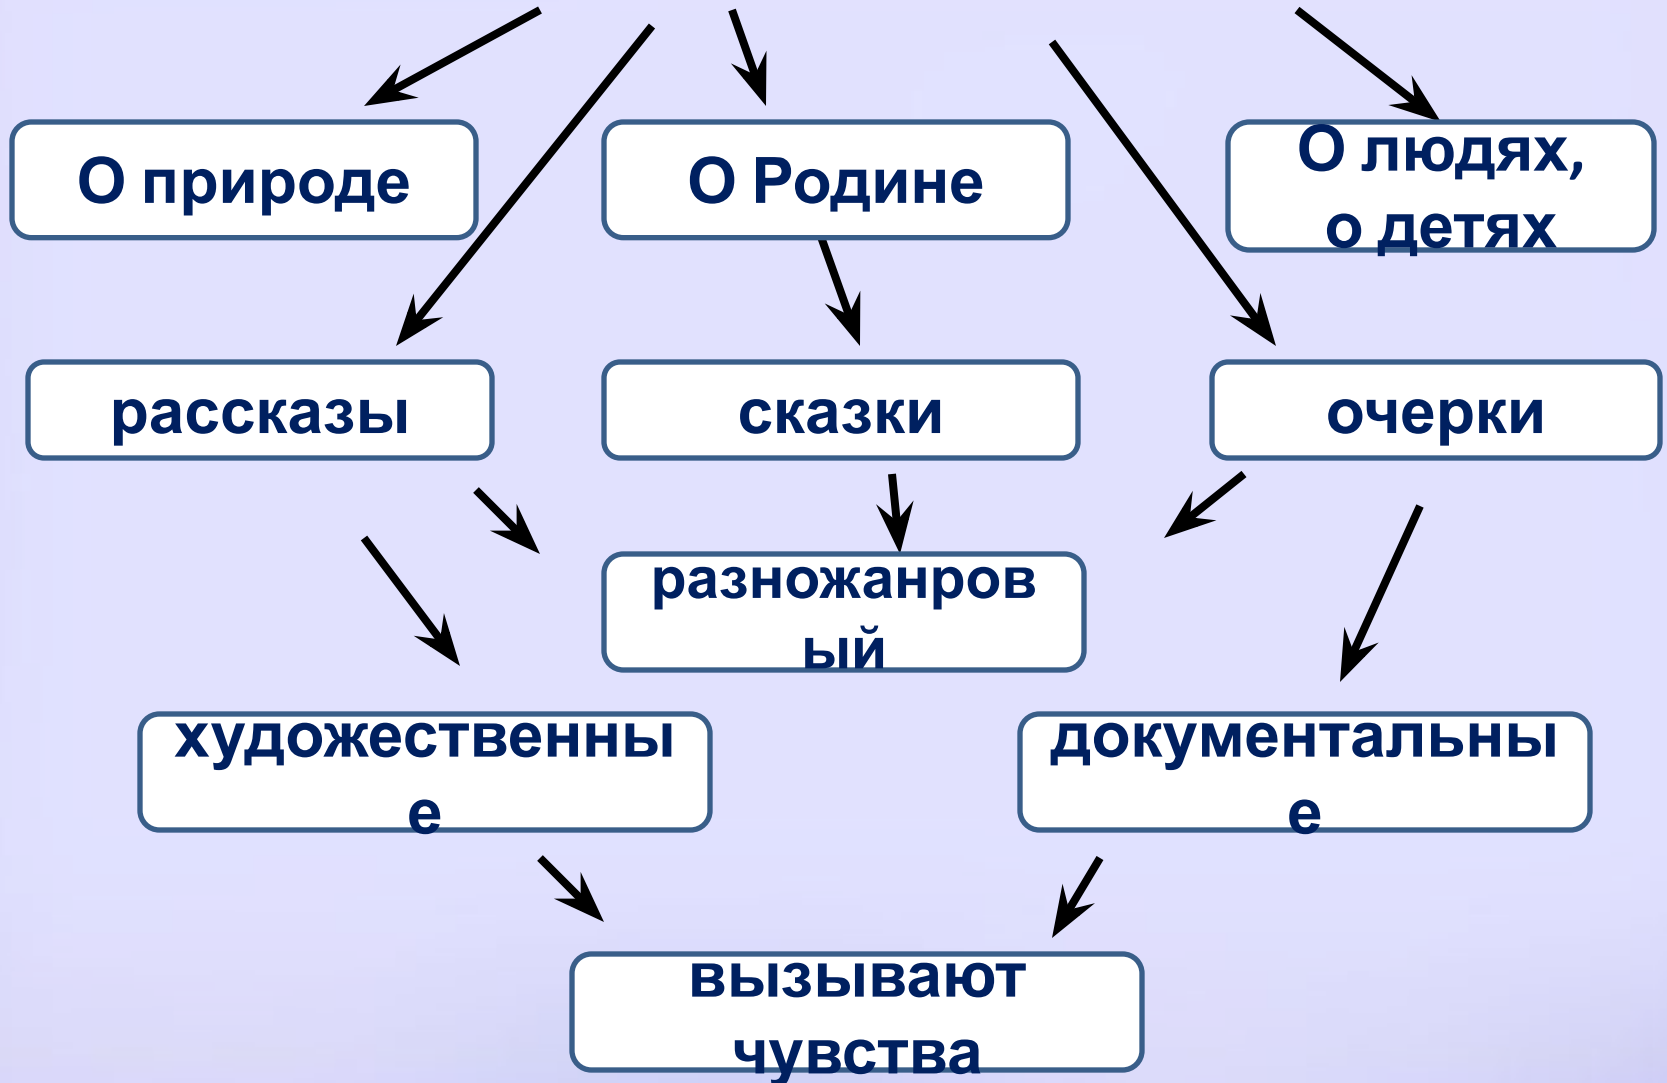 О природе
О Родине
О людях,
о детях
рассказы
сказки
очерки
разножанров
ый
художественны
е
документальны
е
вызывают
чувства